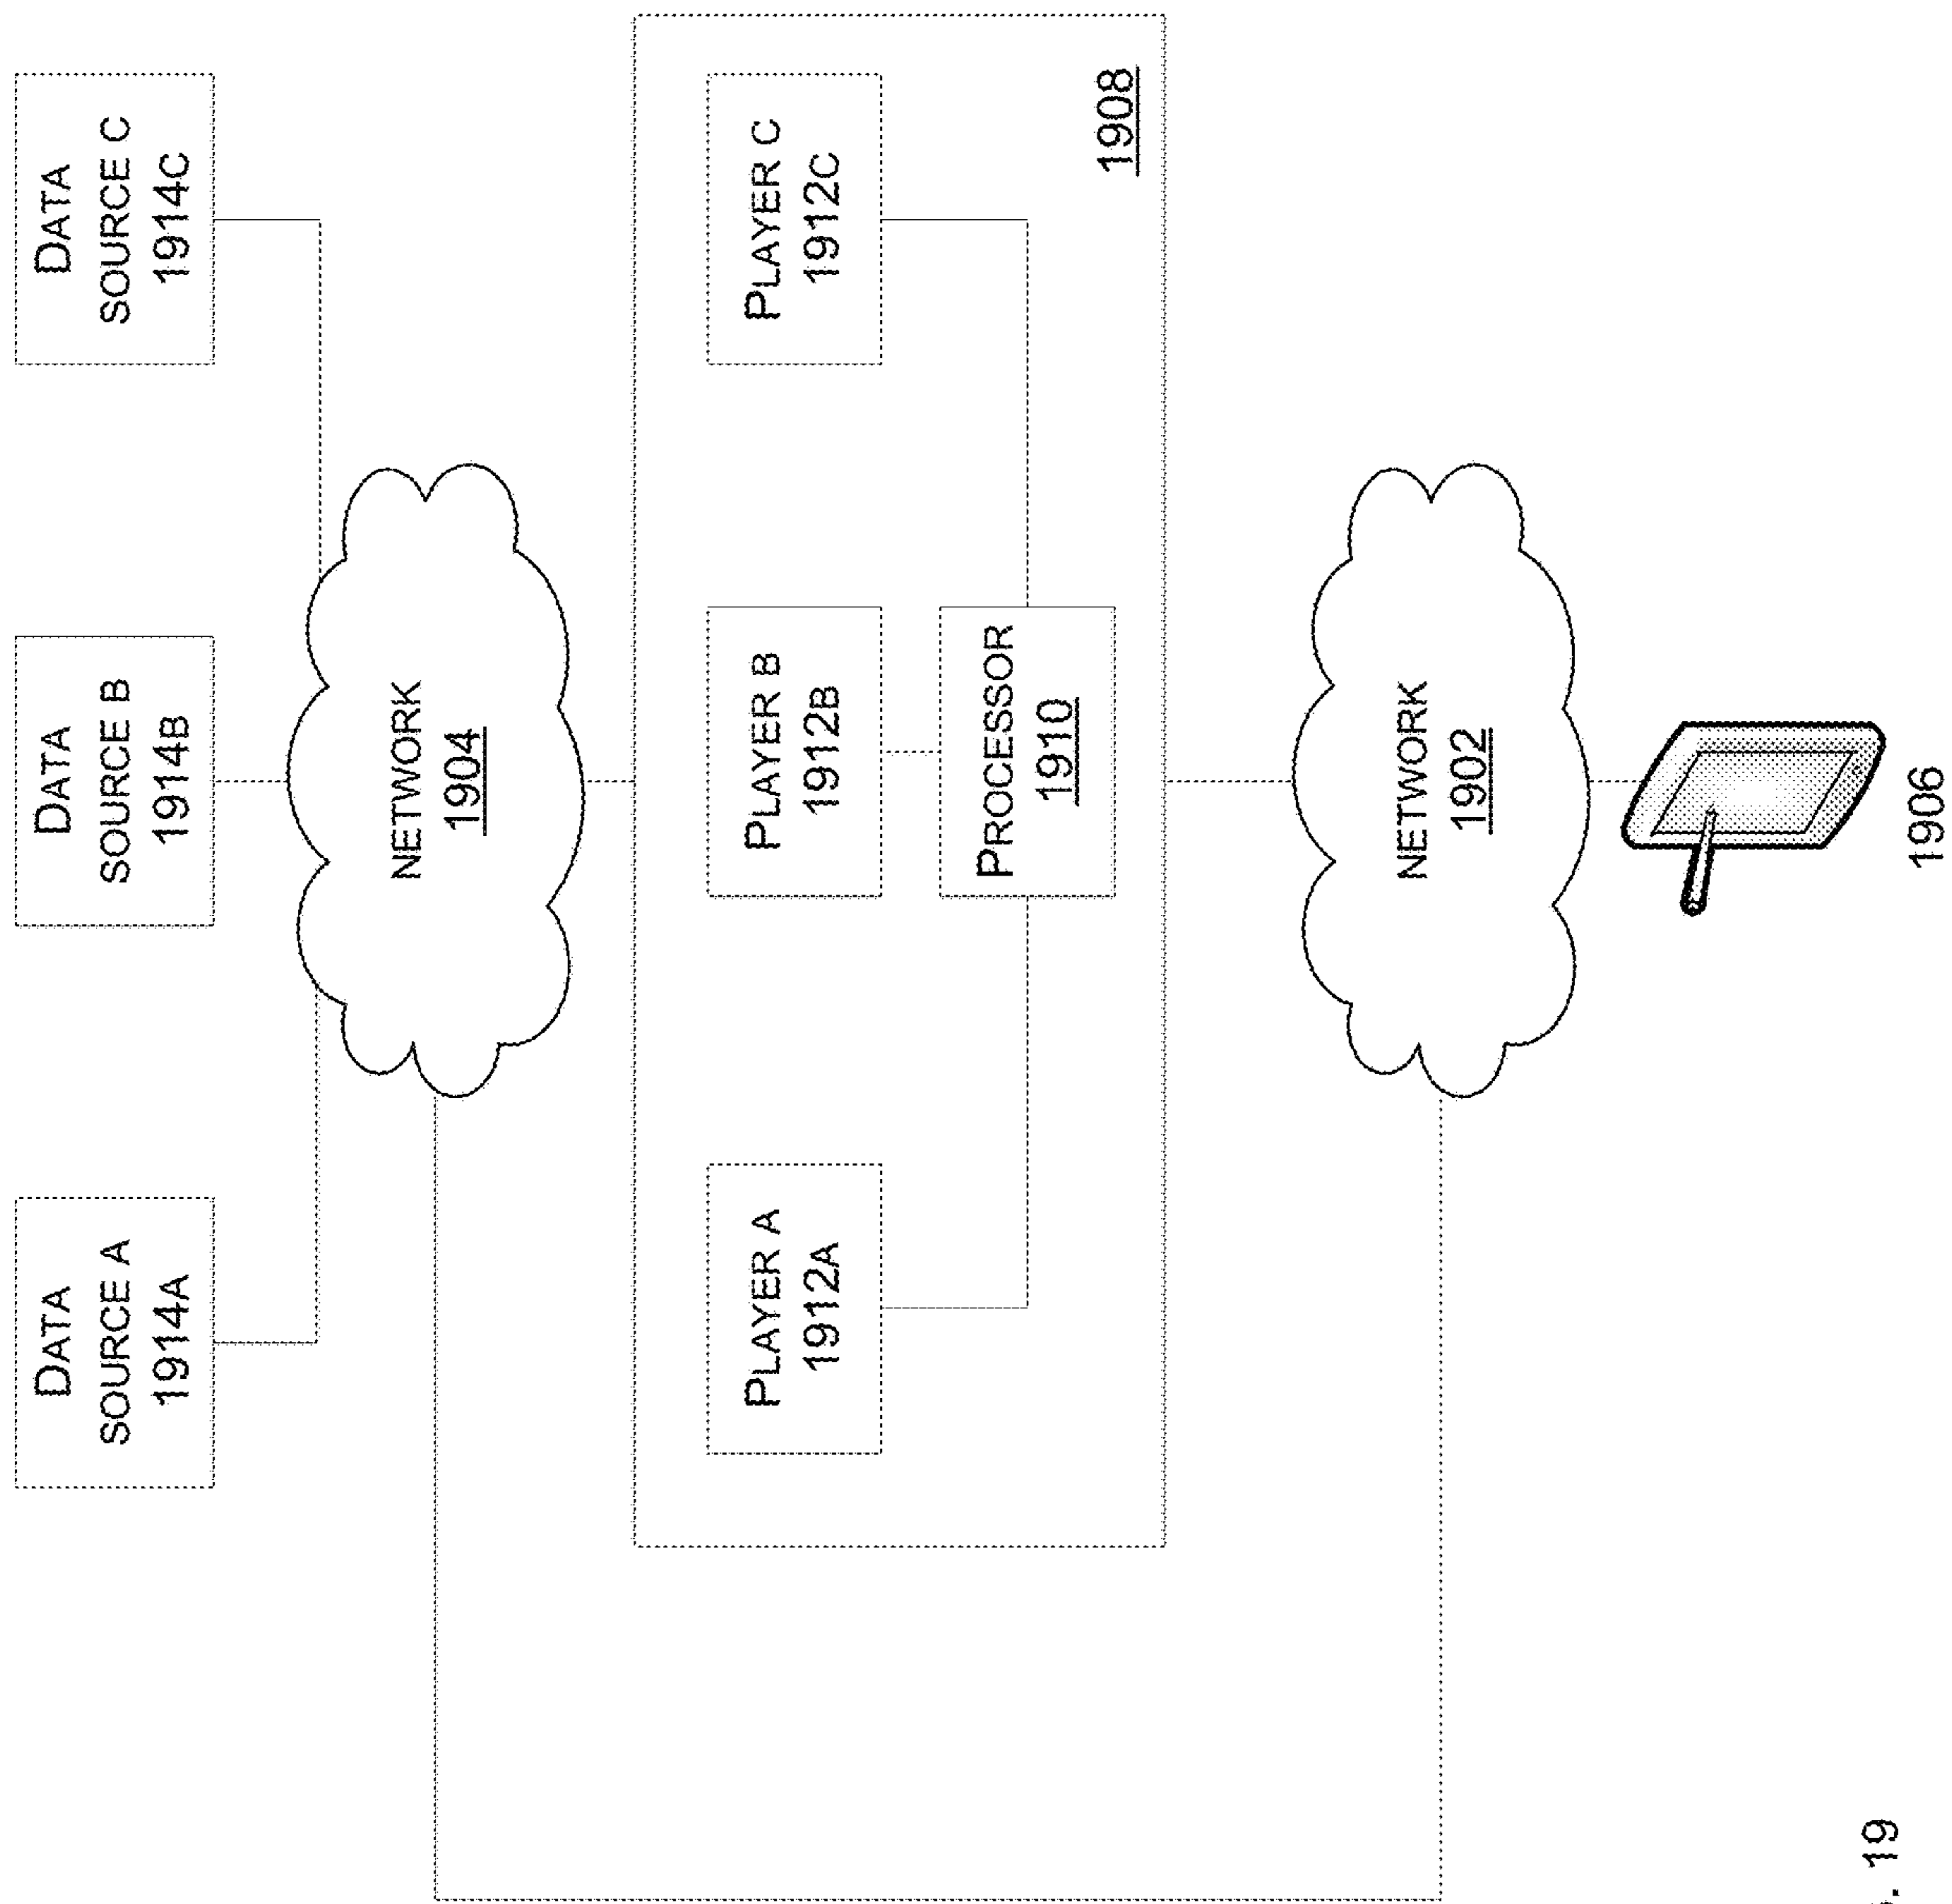 DATA
SOURCE A
1914A
DATA
SOURCE B
1914B
DATA
SOURCE C
1914C
NETWORK
1904
PLAYER A
1912A
PLAYER B
1912B
PLAYER C
1912C
PROCESSOR
1910
1908
NETWORK
1902
1906
19